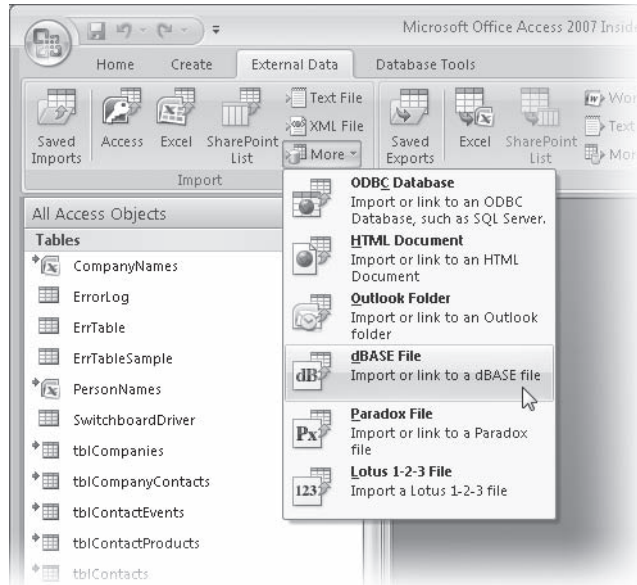 Microsoft Office Access 2007
Home Create External Data Database Tools
Saved Imports
Access
Excel
SharePoint List
Text File
XML File
More
Import
Saved Exports
Excel
SharePoint List
All Access Objects
Tables
CompanyNames
ErrorLog
ErrTable
ErrTableSample
PersonNames
SwitchboardDriver
tblCompanies
tblCompanyContacts
tblContactEvents
tblContactProducts
tblContacts
ODBC Database
Import or link to an ODBC
Database, such as SQL Server.
HTML Document
Import or link to an HTML
Document
Outlook Folder
Import or link to an Outlook
folder
dB
dBASE File
Import or link to a dBASE file
Px
Paradox File
Import or link to a Paradox
file
123
Lotus 1-2-3 File
Import a Lotus 1-2-3 file